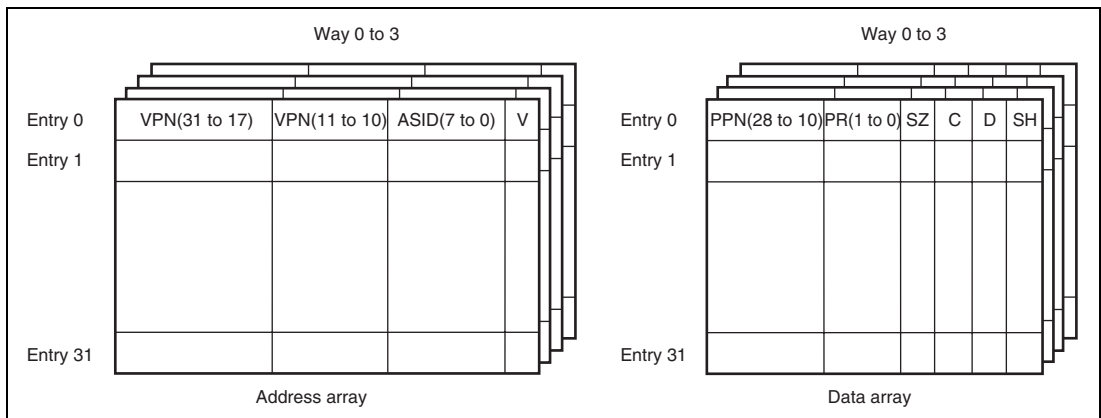 Way 0 to 3
Way 0 to 3
Entry 0 VPN(31 to 17) VPN(11 to 10) ASID(7 to 0) V
Entry 1
Entry 31
Address array
Entry 0 PPN(28 to 10) PR(1 to 0) SZ C D SH
Entry 1
Entry 31
Data array